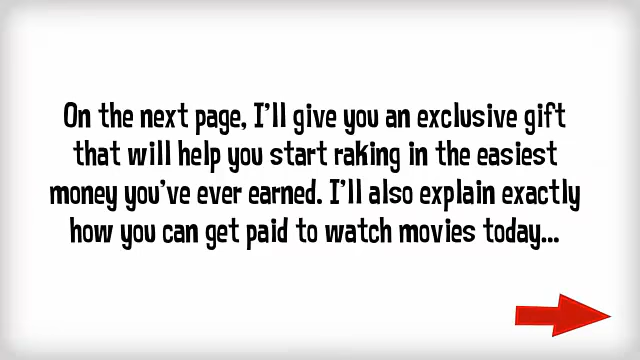 On the next page, I'll give you an exclusive gift
that will help you start raking in the easiest
money you've ever earned. I'll also explain exactly
how you can get paid to watch movies today...